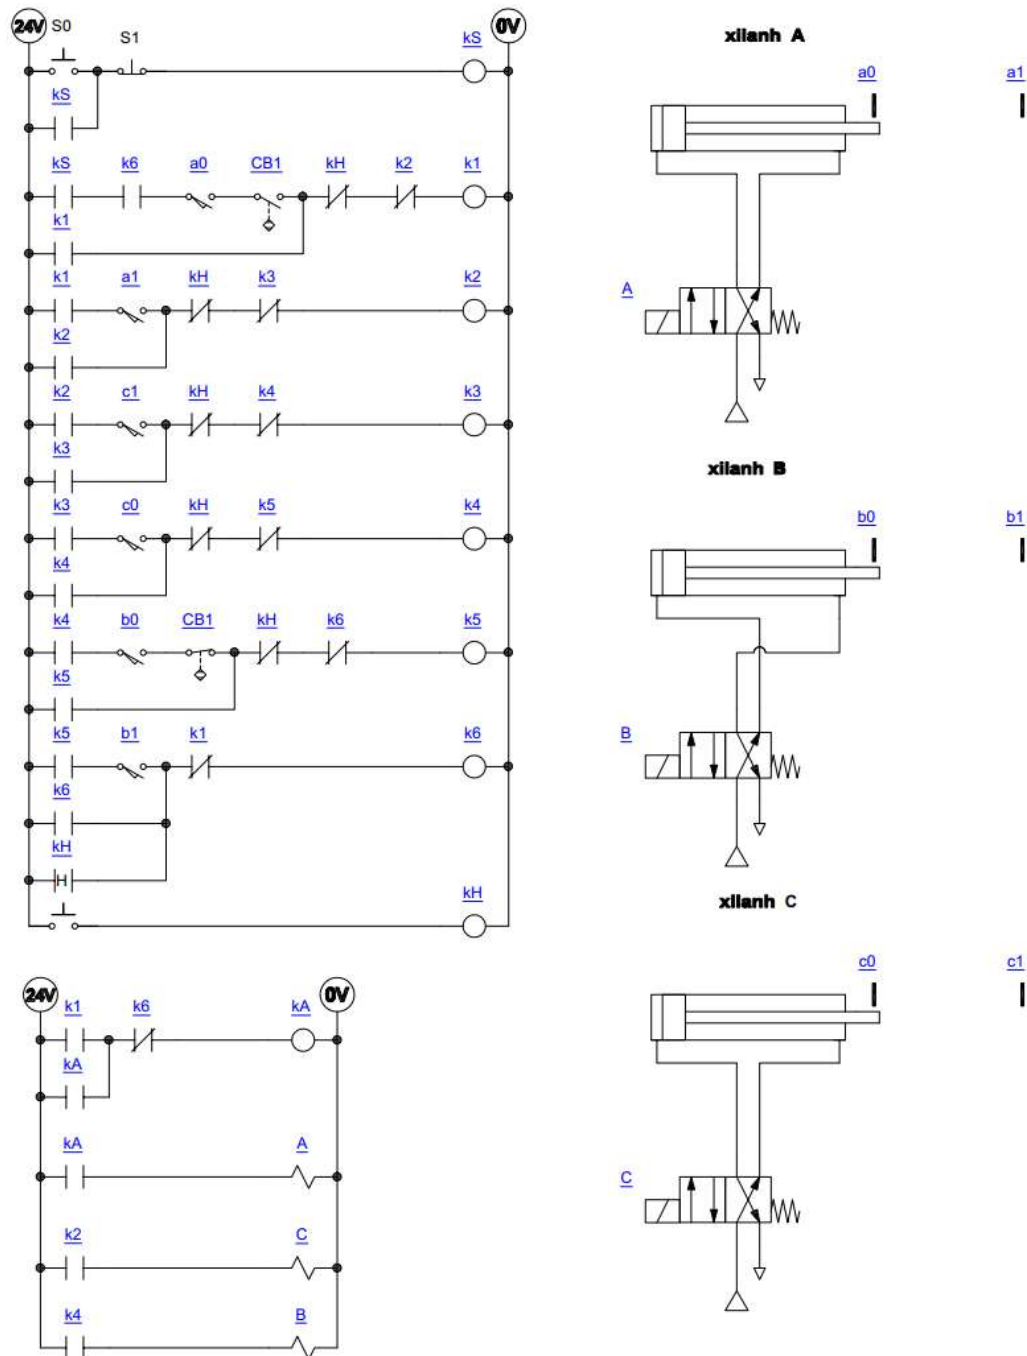 24V S0 S1 kS 0V
kS
kS k6 a0 CB1 kH k2 k1
k1
k1 a1 kH k3 k2
k2
k2 c1 kH k4 k3
k3
k3 c0 kH k5 k4
k4
k4 b0 CB1 kH k6 k5
k5
k5 b1 k1 k6
k6
kH
kH
24V k1 k6 kA 0V
kA
kA A
k2 C
k4 B
xilanh A
a0 a1
A
xilanh B
b0 b1
B
xilanh C
c0 c1
C